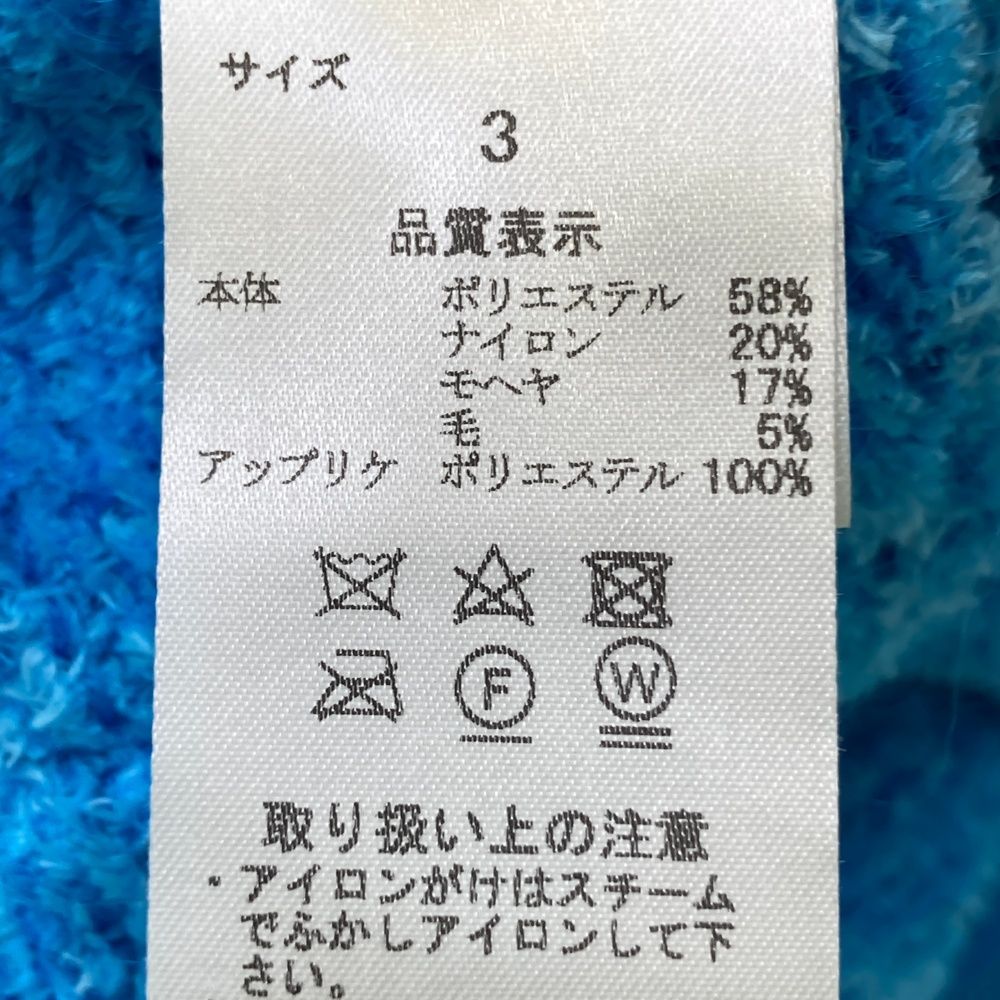 サイズ
3
品質表示
本体 ポリエステル 58%
ナイロン 20%
モヘヤ 17%
毛 5%
アップリケ ポリエステル 100%
F W
取り扱い上の注意
・アイロンがけはスチーム
でふかしアイロンして下
さい。